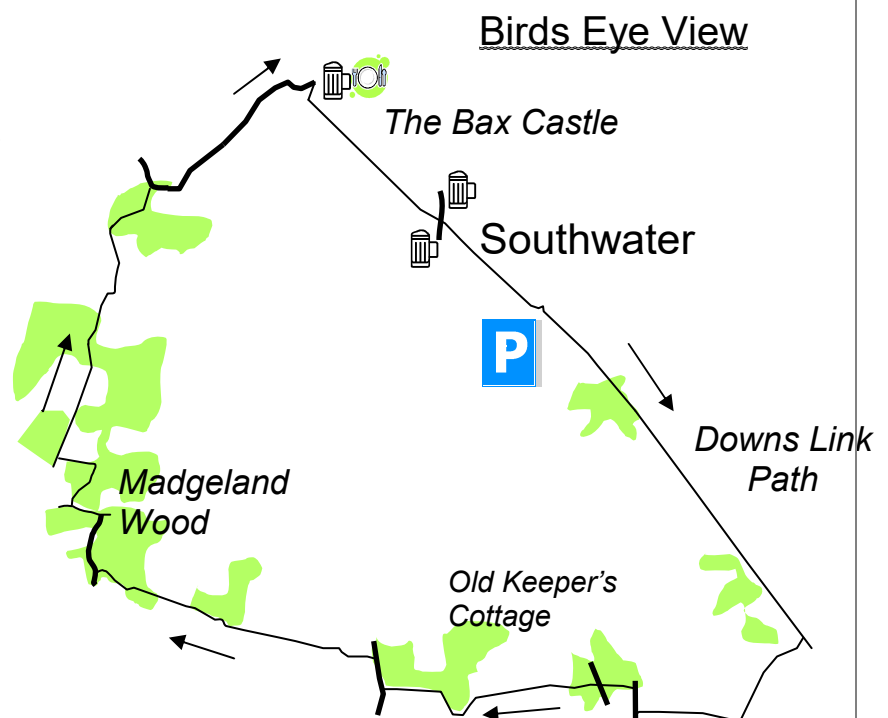 Birds Eye View
The Bax Castle
Southwater
P
Downs Link
Path
Madgeland
Wood
Old Keeper's
Cottage